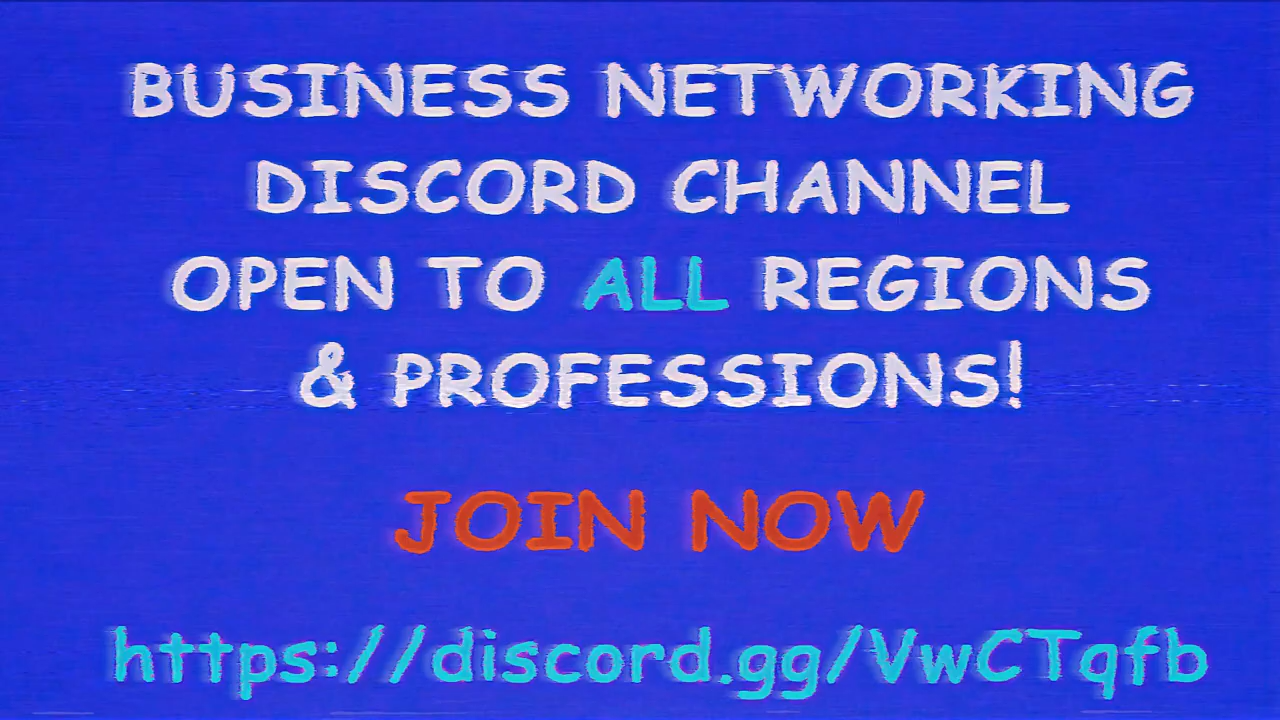 BUSINESS NETWORKING
DISCORD CHANNEL
OPEN TO ALL REGIONS
& PROFESSIONS!
JOIN NOW
https://discord.gg/VwCTqfb